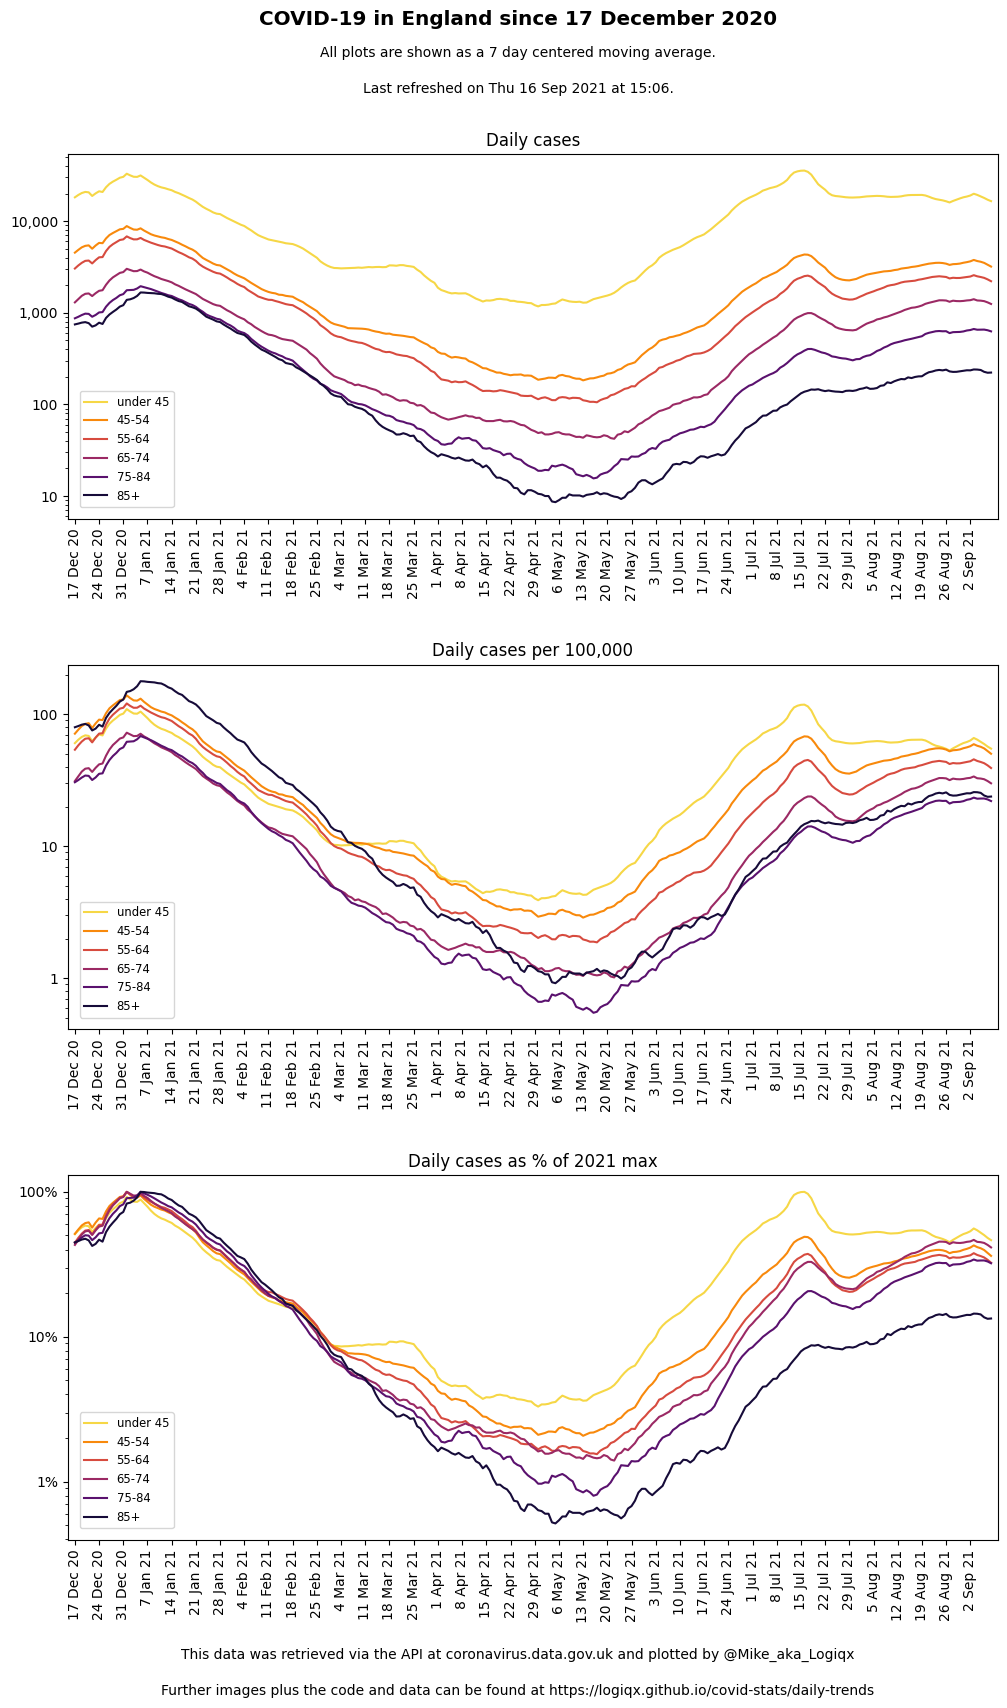 COVID-19 in England since 17 December 2020
All plots are shown as a 7 day centered moving average.
Last refreshed on Thu 16 Sep 2021 at 15:06.
Daily cases
10,000
1,000
100
10
under 45
45-54
55-64
65-74
75-84
85+
17 Dec 20
24 Dec 20
31 Dec 20
7 Jan 21
14 Jan 21
21 Jan 21
28 Jan 21
4 Feb 21
11 Feb 21
18 Feb 21
25 Feb 21
4 Mar 21
11 Mar 21
18 Mar 21
25 Mar 21
1 Apr 21
8 Apr 21
15 Apr 21
22 Apr 21
29 Apr 21
6 May 21
13 May 21
20 May 21
27 May 21
3 Jun 21
10 Jun 21
17 Jun 21
24 Jun 21
1 Jul 21
8 Jul 21
15 Jul 21
22 Jul 21
29 Jul 21
5 Aug 21
12 Aug 21
19 Aug 21
26 Aug 21
2 Sep 21
Daily cases per 100,000
100
10
1
under 45
45-54
55-64
65-74
75-84
85+
17 Dec 20
24 Dec 20
31 Dec 20
7 Jan 21
14 Jan 21
21 Jan 21
28 Jan 21
4 Feb 21
11 Feb 21
18 Feb 21
25 Feb 21
4 Mar 21
11 Mar 21
18 Mar 21
25 Mar 21
1 Apr 21
8 Apr 21
15 Apr 21
22 Apr 21
29 Apr 21
6 May 21
13 May 21
20 May 21
27 May 21
3 Jun 21
10 Jun 21
17 Jun 21
24 Jun 21
1 Jul 21
8 Jul 21
15 Jul 21
22 Jul 21
29 Jul 21
5 Aug 21
12 Aug 21
19 Aug 21
26 Aug 21
2 Sep 21
Daily cases as % of 2021 max
100%
10%
1%
under 45
45-54
55-64
65-74
75-84
85+
17 Dec 20
24 Dec 20
31 Dec 20
7 Jan 21
14 Jan 21
21 Jan 21
28 Jan 21
4 Feb 21
11 Feb 21
18 Feb 21
25 Feb 21
4 Mar 21
11 Mar 21
18 Mar 21
25 Mar 21
1 Apr 21
8 Apr 21
15 Apr 21
22 Apr 21
29 Apr 21
6 May 21
13 May 21
20 May 21
27 May 21
3 Jun 21
10 Jun 21
17 Jun 21
24 Jun 21
1 Jul 21
8 Jul 21
15 Jul 21
22 Jul 21
29 Jul 21
5 Aug 21
12 Aug 21
19 Aug 21
26 Aug 21
2 Sep 21
This data was retrieved via the API at coronavirus.data.gov.uk and plotted by @Mike_aka_Logiqx
Further images plus the code and data can be found at https://logiqx.github.io/covid-stats/daily-trends